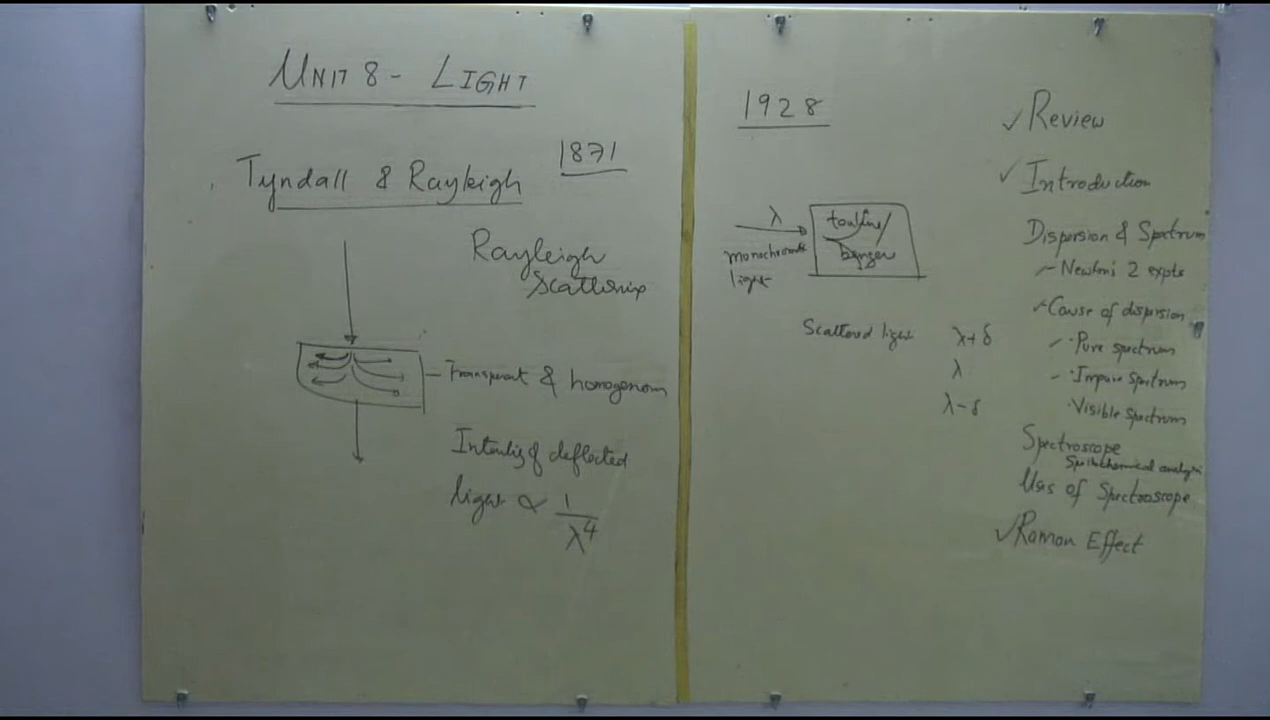 UNIT 8 - LIGHT
1871
Tyndall & Rayleigh
Rayleigh
Scattering
Transparent & homogenous
Intensity of deflected
light ∝ 1/λ⁴
1928
λ
monochromatic
light
Scattered light λ+δ
λ
λ-δ
✓ Review
✓ Introduction
Dispersion & Spectrum
- Newton's 2 expts
Cause of dispersion
- · Pure spectrum
- · Impure spectrum
· Visible spectrum
Spectroscope
Spectrochemical analysis
Uses of Spectroscope
✓ Raman Effect